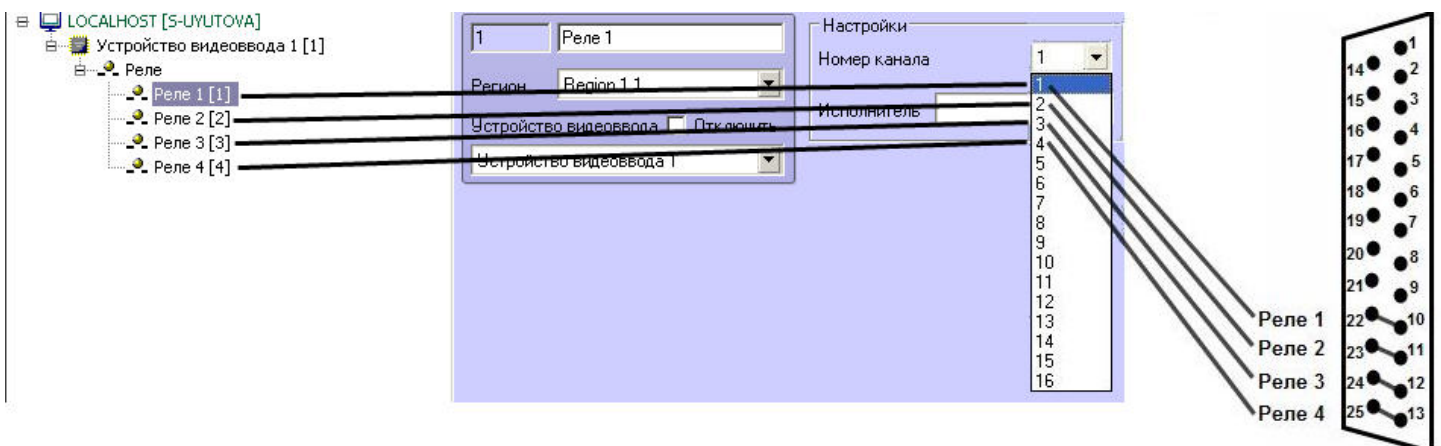 LOCALHOST [S-UYUTOVA]
Устройство видеоввода 1 [1]
Реле
Реле 1 [1]
Реле 2 [2]
Реле 3 [3]
Реле 4 [4]
1
Реле 1
Регион
Region 1.1
Устройство видеоввода
Отключить
Устройство видеоввода 1
Настройки
Номер канала
1
Исполнитель
1
2
3
4
5
6
7
8
9
10
11
12
13
14
15
16
Реле 1
Реле 2
Реле 3
Реле 4
1
14
2
15
3
16
4
17
5
18
6
19
7
20
8
21
9
22
10
23
11
24
12
25
13